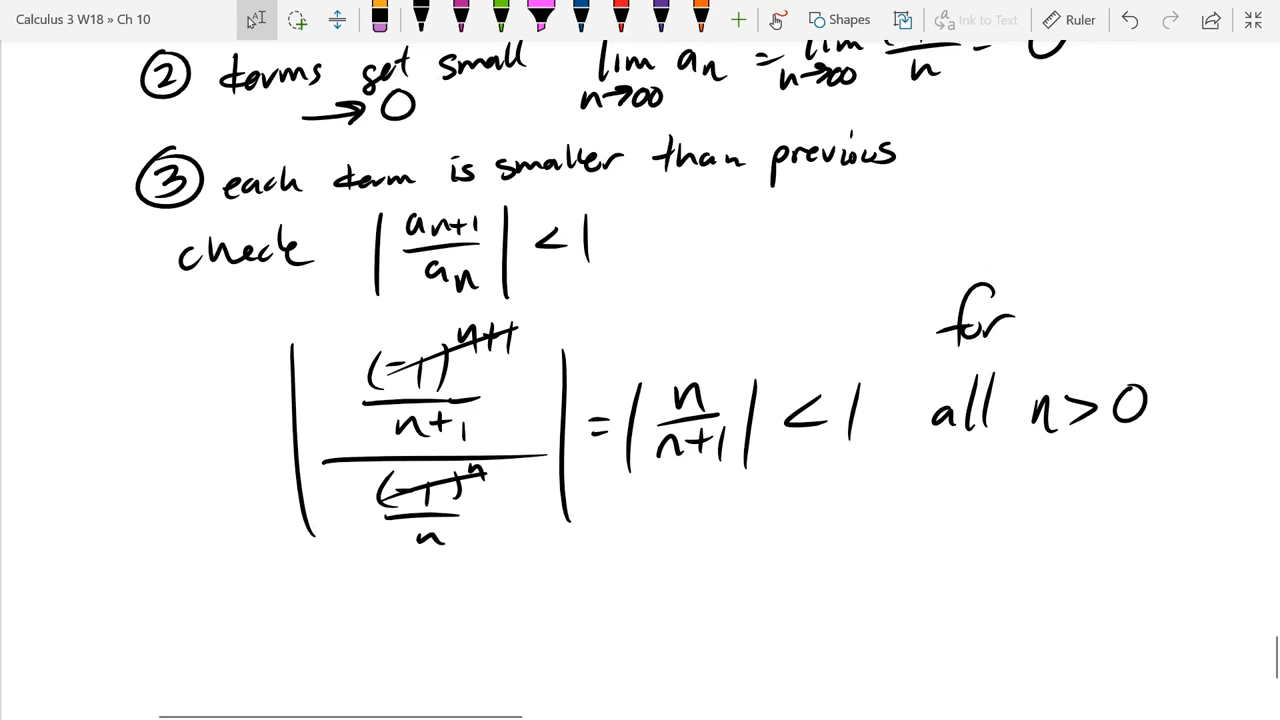 Calculus 3 W18 » Ch 10
Shapes
Ink to Text
Ruler
② terms get small lim n→∞ aₙ = lim n→∞ /n = 0
→ 0
③ each term is smaller than previous
check |aₙ₊₁/aₙ| < 1
|((-1)ⁿ⁺¹/(n+1))/((-1)ⁿ/n)| = |n/(n+1)| < 1 for all n > 0